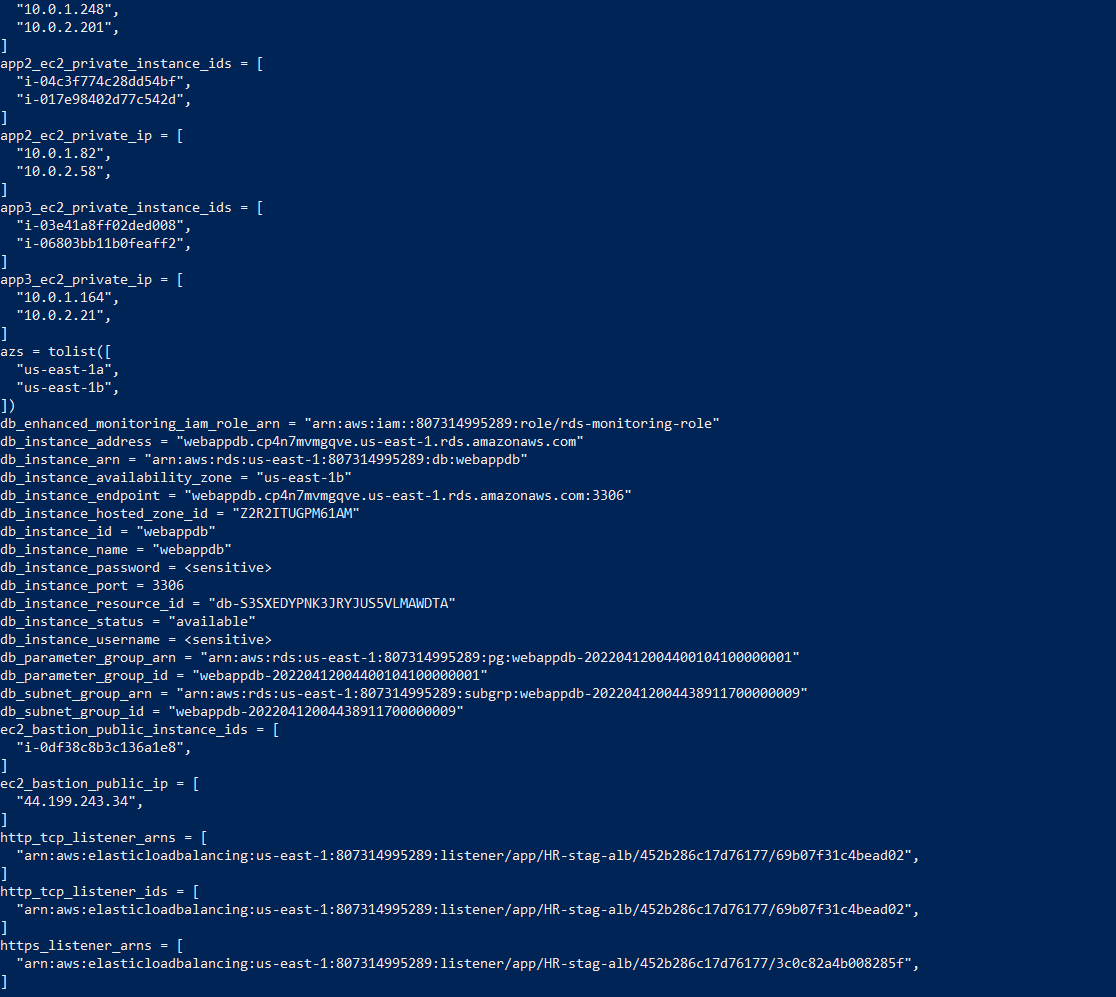 "10.0.1.248",
  "10.0.2.201",
]
app2_ec2_private_instance_ids = [
  "i-04c3f774c28dd54bf",
  "i-017e98402d77c542d",
]
app2_ec2_private_ip = [
  "10.0.1.82",
  "10.0.2.58",
]
app3_ec2_private_instance_ids = [
  "i-03e41a8ff02ded008",
  "i-06803bb11b0feaff2",
]
app3_ec2_private_ip = [
  "10.0.1.164",
  "10.0.2.21",
]
azs = tolist([
  "us-east-1a",
  "us-east-1b",
])
db_enhanced_monitoring_iam_role_arn = "arn:aws:iam::807314995289:role/rds-monitoring-role"
db_instance_address = "webappdb.cp4n7mvmgqve.us-east-1.rds.amazonaws.com"
db_instance_arn = "arn:aws:rds:us-east-1:807314995289:db:webappdb"
db_instance_availability_zone = "us-east-1b"
db_instance_endpoint = "webappdb.cp4n7mvmgqve.us-east-1.rds.amazonaws.com:3306"
db_instance_hosted_zone_id = "Z2R2ITUGPM61AM"
db_instance_id = "webappdb"
db_instance_name = "webappdb"
db_instance_password = <sensitive>
db_instance_port = 3306
db_instance_resource_id = "db-S3SXEDYPNK3JRYJUS5VLMAWDTA"
db_instance_status = "available"
db_instance_username = <sensitive>
db_parameter_group_arn = "arn:aws:rds:us-east-1:807314995289:pg:webappdb-20220412004400104100000001"
db_parameter_group_id = "webappdb-20220412004400104100000001"
db_subnet_group_arn = "arn:aws:rds:us-east-1:807314995289:subgrp:webappdb-20220412004438911700000009"
db_subnet_group_id = "webappdb-20220412004438911700000009"
ec2_bastion_public_instance_ids = [
  "i-0df38c8b3c136a1e8",
]
ec2_bastion_public_ip = [
  "44.199.243.34",
]
http_tcp_listener_arns = [
  "arn:aws:elasticloadbalancing:us-east-1:807314995289:listener/app/HR-stag-alb/452b286c17d76177/69b07f31c4bead02",
]
http_tcp_listener_ids = [
  "arn:aws:elasticloadbalancing:us-east-1:807314995289:listener/app/HR-stag-alb/452b286c17d76177/69b07f31c4bead02",
]
https_listener_arns = [
  "arn:aws:elasticloadbalancing:us-east-1:807314995289:listener/app/HR-stag-alb/452b286c17d76177/3c0c82a4b008285f",
]